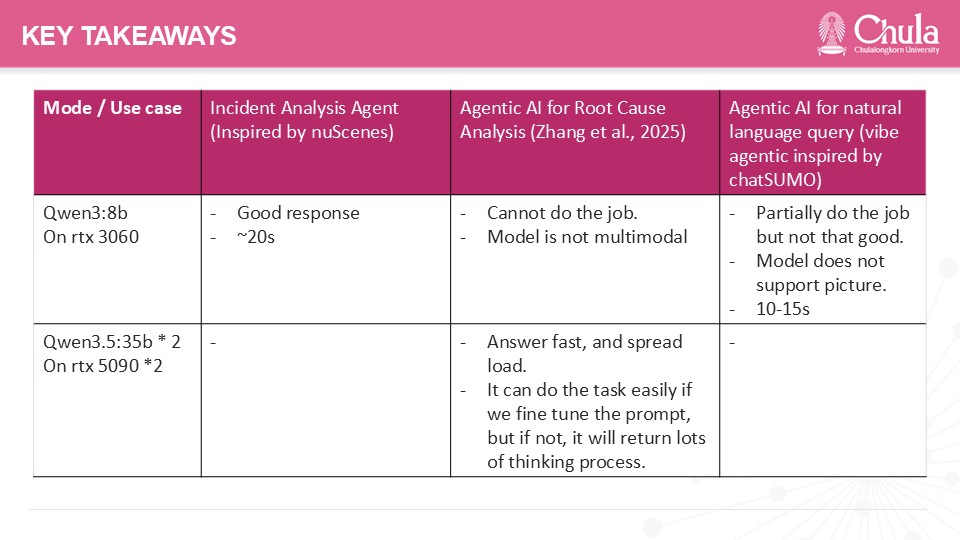 KEY TAKEAWAYS
Chula
Chulalongkorn University
Mode / Use case
Incident Analysis Agent
(Inspired by nuScenes)
Agentic AI for Root Cause
Analysis (Zhang et al., 2025)
Agentic AI for natural
language query (vibe
agentic inspired by
chatSUMO)
Qwen3:8b
On rtx 3060
- Good response
- ~20s
- Cannot do the job.
- Model is not multimodal
- Partially do the job
but not that good.
- Model does not
support picture.
- 10-15s
Qwen3.5:35b * 2
On rtx 5090 *2
-
- Answer fast, and spread
load.
- It can do the task easily if
we fine tune the prompt,
but if not, it will return lots
of thinking process.
-